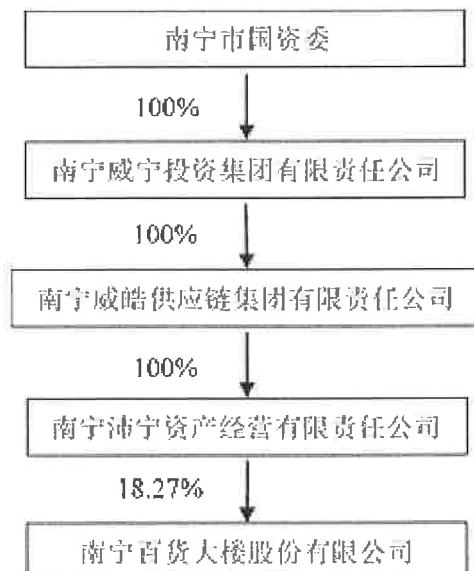 南宁市国资委
100%
南宁威宁投资集团有限责任公司
100%
南宁威皓供应链集团有限责任公司
100%
南宁沛宁资产经营有限责任公司
18.27%
南宁百货大楼股份有限公司